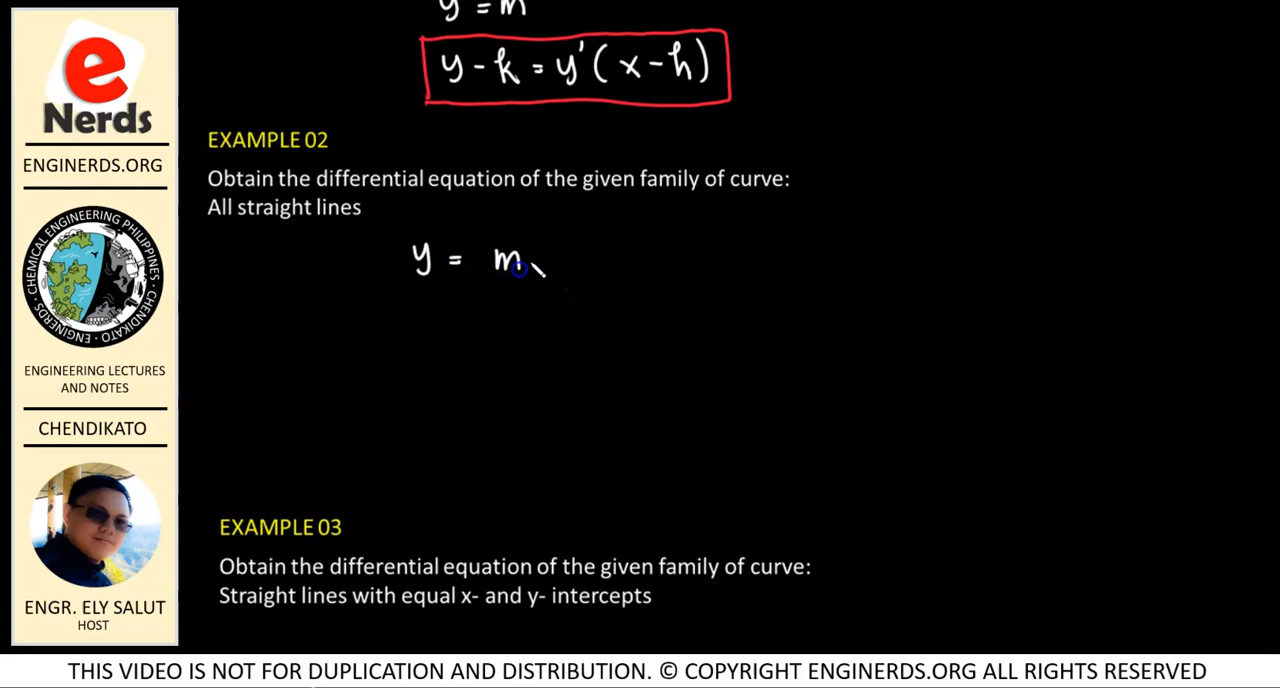 y' = m
y - k = y' ( x - h )
e
Nerds
ENGINERDS.ORG
CHEMICAL ENGINEERING PHILIPPINES
· CHENDIKATO · ENGINERDS ·
ENGINEERING LECTURES
AND NOTES
CHENDIKATO
ENGR. ELY SALUT
HOST
EXAMPLE 02
Obtain the differential equation of the given family of curve:
All straight lines
y = m
EXAMPLE 03
Obtain the differential equation of the given family of curve:
Straight lines with equal x- and y- intercepts
THIS VIDEO IS NOT FOR DUPLICATION AND DISTRIBUTION. © COPYRIGHT ENGINERDS.ORG ALL RIGHTS RESERVED